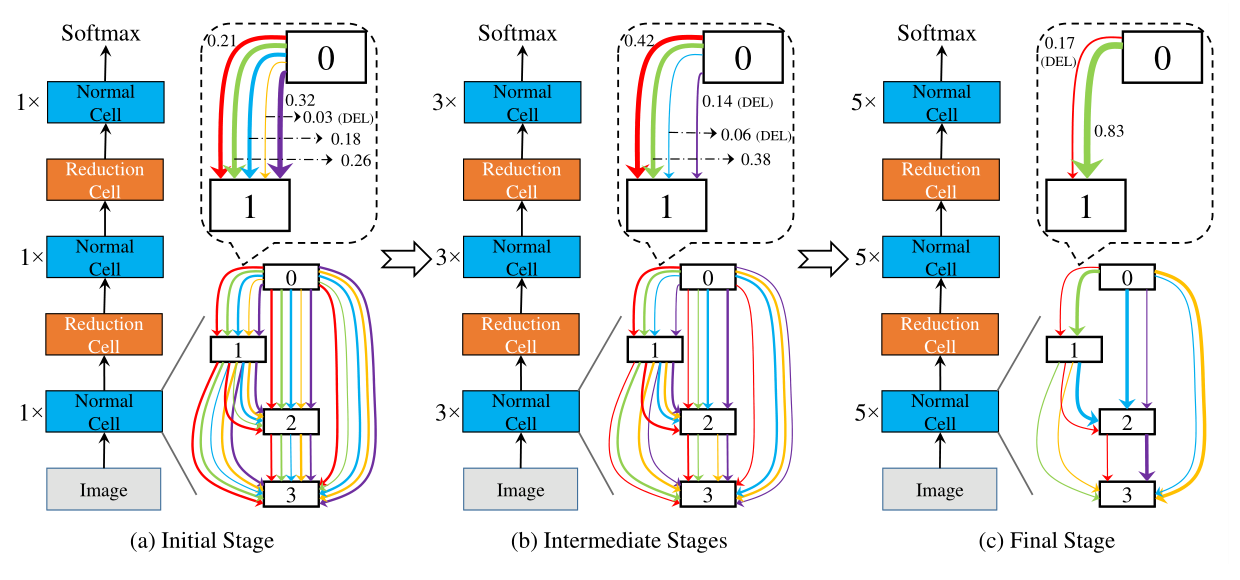 Softmax
1×
Normal
Cell
Reduction
Cell
1×
Normal
Cell
Reduction
Cell
1×
Normal
Cell
Image
0.21
0
0.32
0.03 (DEL)
0.18
0.26
1
0
1
2
3
(a) Initial Stage
Softmax
3×
Normal
Cell
Reduction
Cell
3×
Normal
Cell
Reduction
Cell
3×
Normal
Cell
Image
0.42
0
0.14 (DEL)
0.06 (DEL)
0.38
1
0
1
2
3
(b) Intermediate Stages
Softmax
5×
Normal
Cell
Reduction
Cell
5×
Normal
Cell
Reduction
Cell
5×
Normal
Cell
Image
0.17
(DEL)
0
0.83
1
0
1
2
3
(c) Final Stage